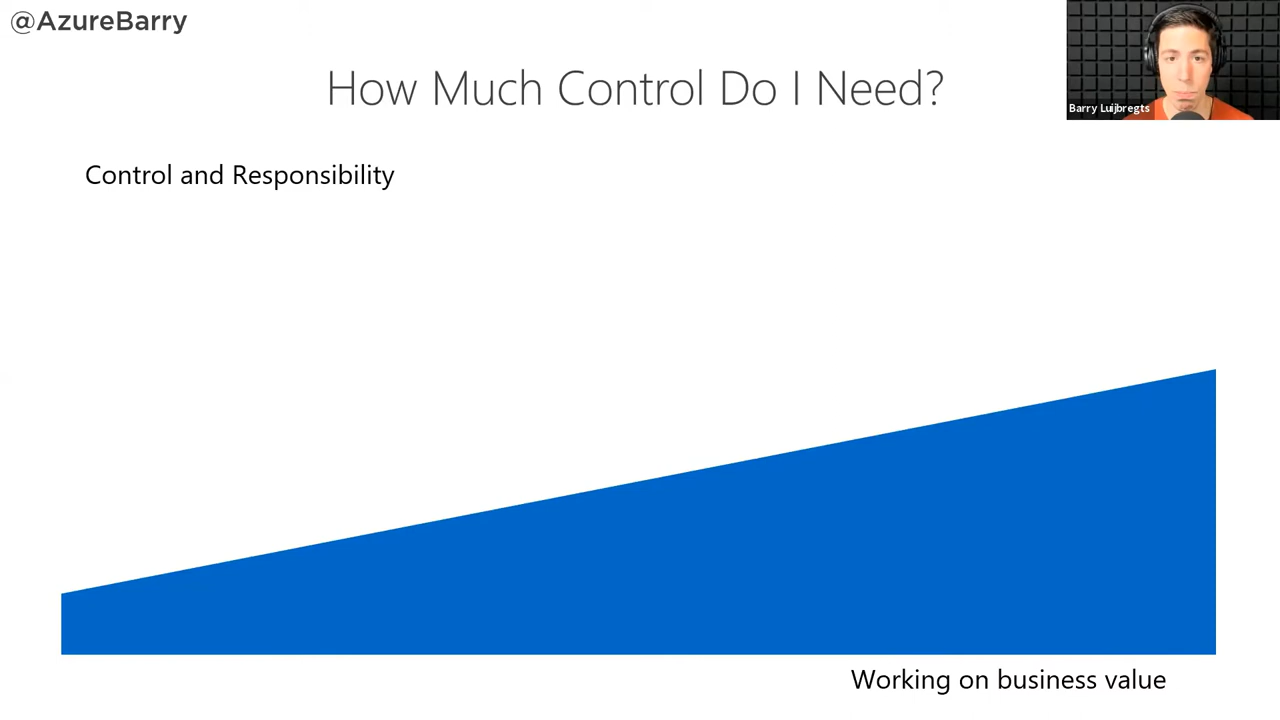 @AzureBarry
How Much Control Do I Need?
Barry Luijbregts
Control and Responsibility
Working on business value